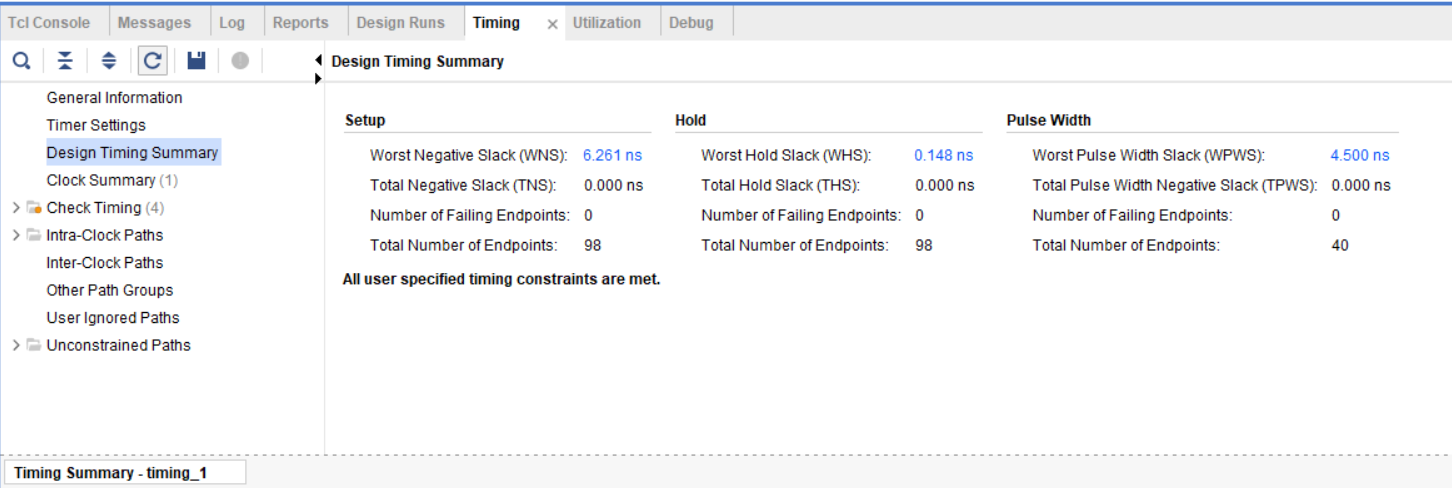 Tcl Console Messages Log Reports Design Runs Timing × Utilization Debug
Design Timing Summary
General Information
Timer Settings
Design Timing Summary
Clock Summary (1)
Check Timing (4)
Intra-Clock Paths
Inter-Clock Paths
Other Path Groups
User Ignored Paths
Unconstrained Paths
Setup Hold Pulse Width
Worst Negative Slack (WNS): 6.261 ns Worst Hold Slack (WHS): 0.148 ns Worst Pulse Width Slack (WPWS): 4.500 ns
Total Negative Slack (TNS): 0.000 ns Total Hold Slack (THS): 0.000 ns Total Pulse Width Negative Slack (TPWS): 0.000 ns
Number of Failing Endpoints: 0 Number of Failing Endpoints: 0 Number of Failing Endpoints: 0
Total Number of Endpoints: 98 Total Number of Endpoints: 98 Total Number of Endpoints: 40
All user specified timing constraints are met.
Timing Summary - timing_1